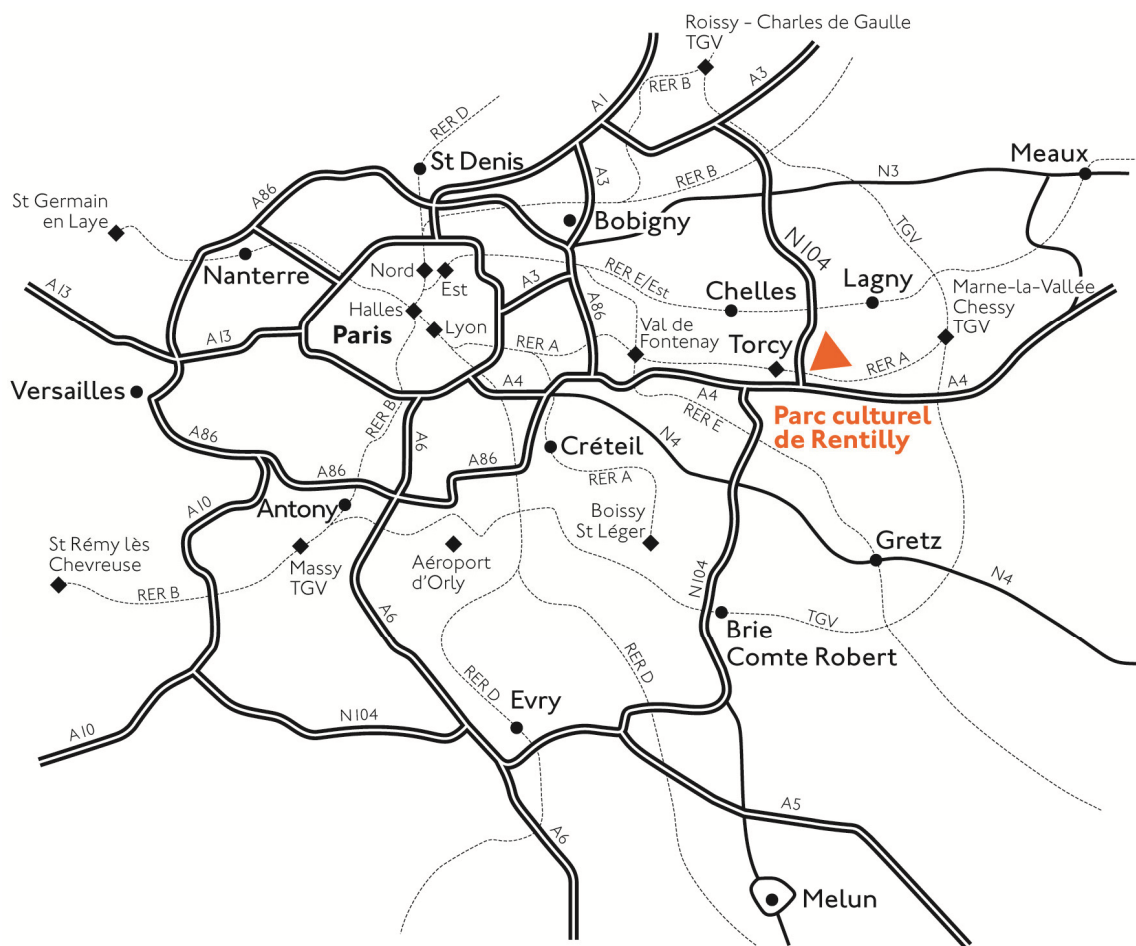 Roissy - Charles de Gaulle
TGV
RER B
A3
A1
RER D
St Denis
A3
RER B
N3
Meaux
St Germain
en Laye
A86
Bobigny
TGV
N104
Nanterre
Nord
Est
A3
RER E/Est
Chelles
Lagny
Marne-la-Vallée
Chessy
TGV
A13
A13
Halles
Paris
Lyon
RER A
A86
Val de
Fontenay
Torcy
RER A
Versailles
A4
A4
A4
RER B
RER E
Parc culturel
de Rentilly
A86
A6
Créteil
N4
A86
A86
RER A
A10
Antony
Boissy
St Léger
St Rémy lès
Chevreuse
Massy
TGV
Aéroport
d'Orly
Gretz
N4
RER B
N104
A6
TGV
Brie
Comte Robert
RER D
RER D
Evry
A10
N104
A5
A6
Melun